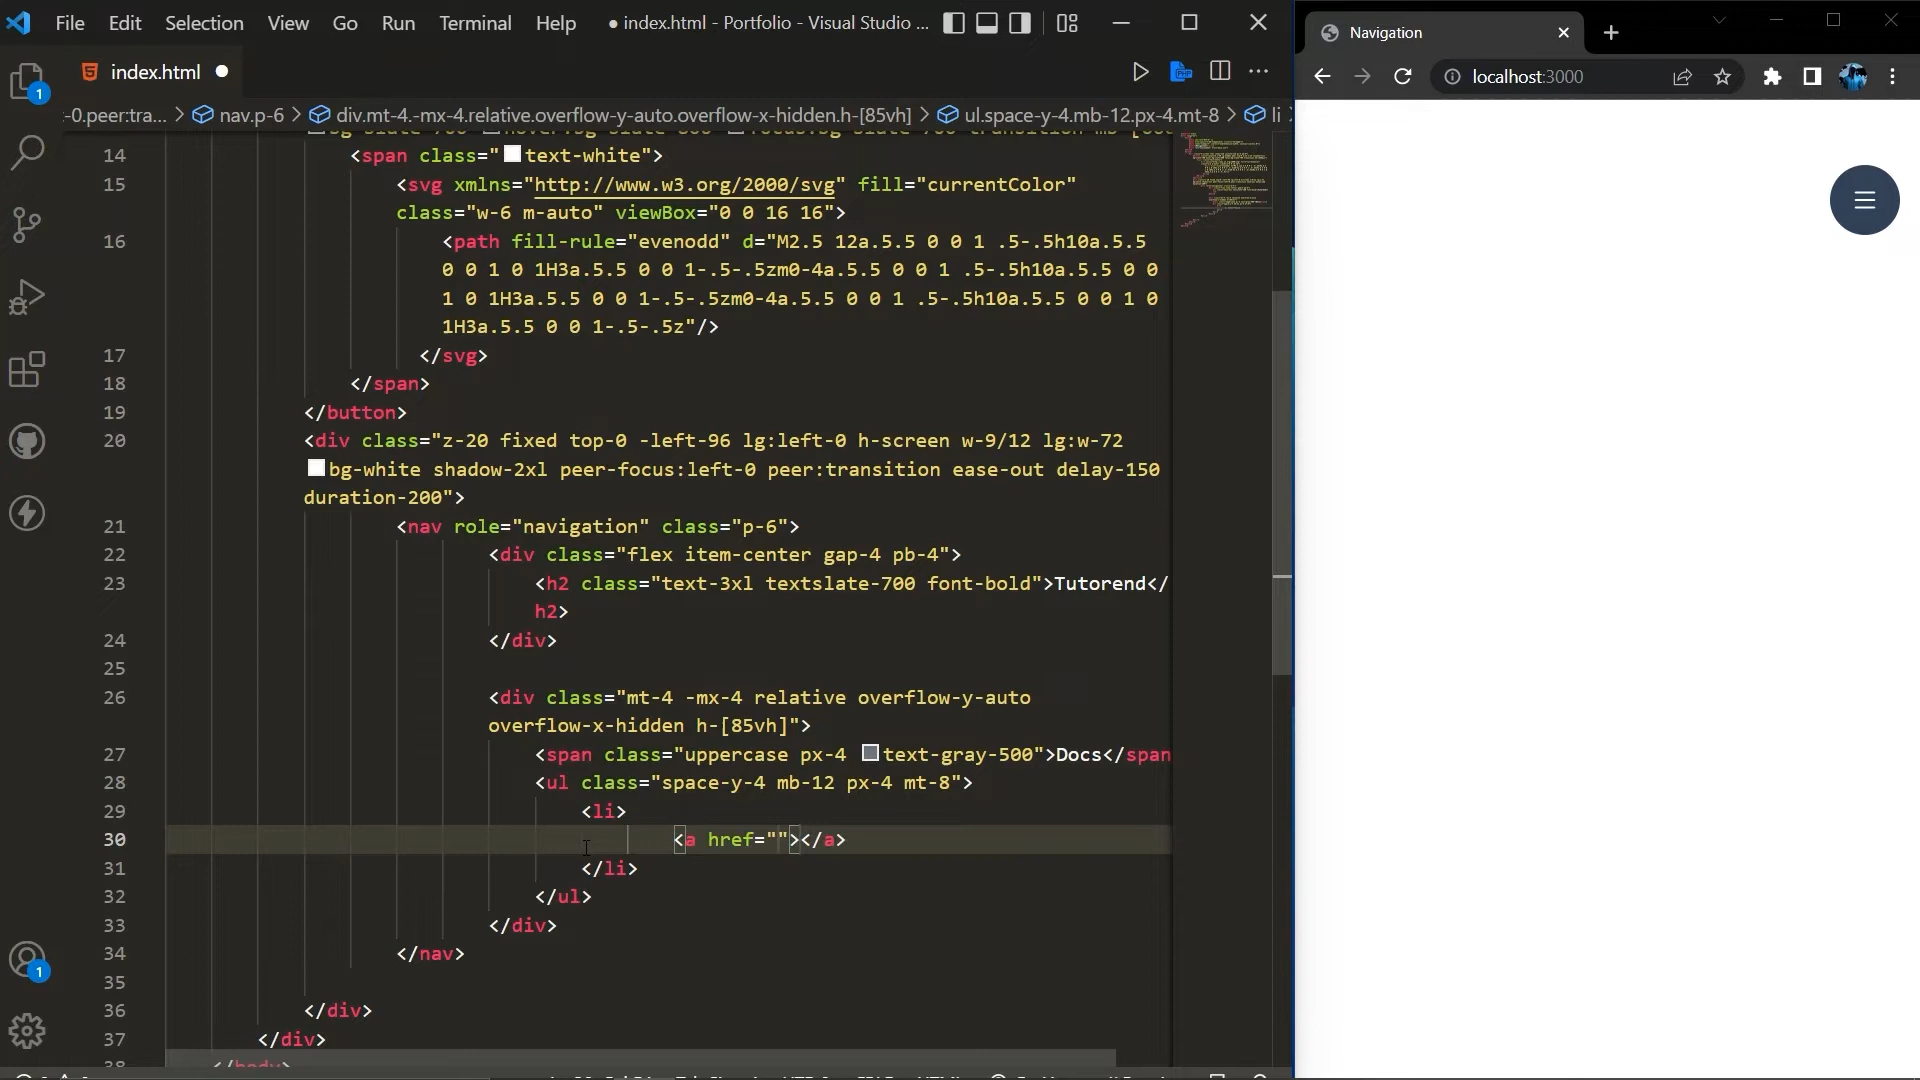 File Edit Selection View Go Run Terminal Help ● index.html - Portfolio - Visual Studio ...
index.html
-0.peer:tra... > nav.p-6 > div.mt-4.-mx-4.relative.overflow-y-auto.overflow-x-hidden.h-[85vh] > ul.space-y-4.mb-12.px-4.mt-8 > li
14 <span class="text-white">
15 <svg xmlns="http://www.w3.org/2000/svg" fill="currentColor"
class="w-6 m-auto" viewBox="0 0 16 16">
16 <path fill-rule="evenodd" d="M2.5 12a.5.5 0 0 1 .5-.5h10a.5.5
0 0 1 0 1H3a.5.5 0 0 1-.5-.5zm0-4a.5.5 0 0 1 .5-.5h10a.5.5 0 0
1 0 1H3a.5.5 0 0 1-.5-.5zm0-4a.5.5 0 0 1 .5-.5h10a.5.5 0 0 1 0
1H3a.5.5 0 0 1-.5-.5z"/>
17 </svg>
18 </span>
19 </button>
20 <div class="z-20 fixed top-0 -left-96 lg:left-0 h-screen w-9/12 lg:w-72
bg-white shadow-2xl peer-focus:left-0 peer:transition ease-out delay-150
duration-200">
21 <nav role="navigation" class="p-6">
22 <div class="flex item-center gap-4 pb-4">
23 <h2 class="text-3xl textslate-700 font-bold">Tutorend</
h2>
24 </div>
25
26 <div class="mt-4 -mx-4 relative overflow-y-auto
overflow-x-hidden h-[85vh]">
27 <span class="uppercase px-4 text-gray-500">Docs</span
28 <ul class="space-y-4 mb-12 px-4 mt-8">
29 <li>
30 <a href=""></a>
31 </li>
32 </ul>
33 </div>
34 </nav>
35
36 </div>
37 </div>
38 </body>
1
1
Navigation
localhost:3000